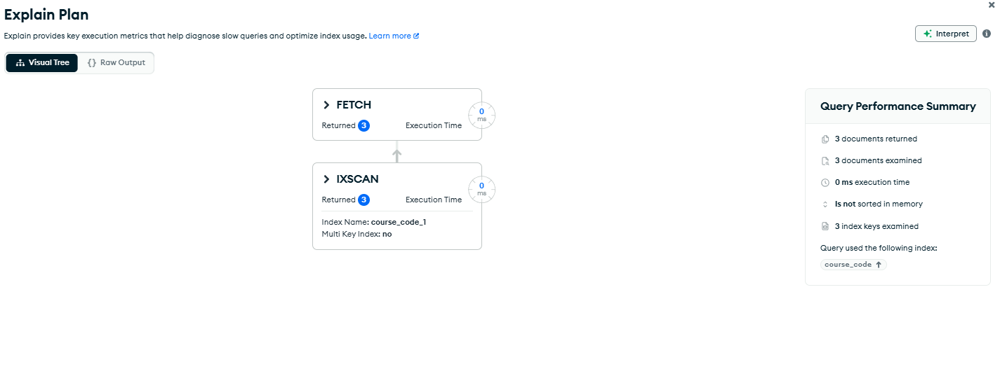 Explain Plan
Explain provides key execution metrics that help diagnose slow queries and optimize index usage. Learn more
Interpret
Visual Tree
{} Raw Output
FETCH
Returned 3 Execution Time
0 ms
IXSCAN
Returned 3 Execution Time
0 ms
Index Name: course_code_1
Multi Key Index: no
Query Performance Summary
3 documents returned
3 documents examined
0 ms execution time
Is not sorted in memory
3 index keys examined
Query used the following index:
course_code ↑